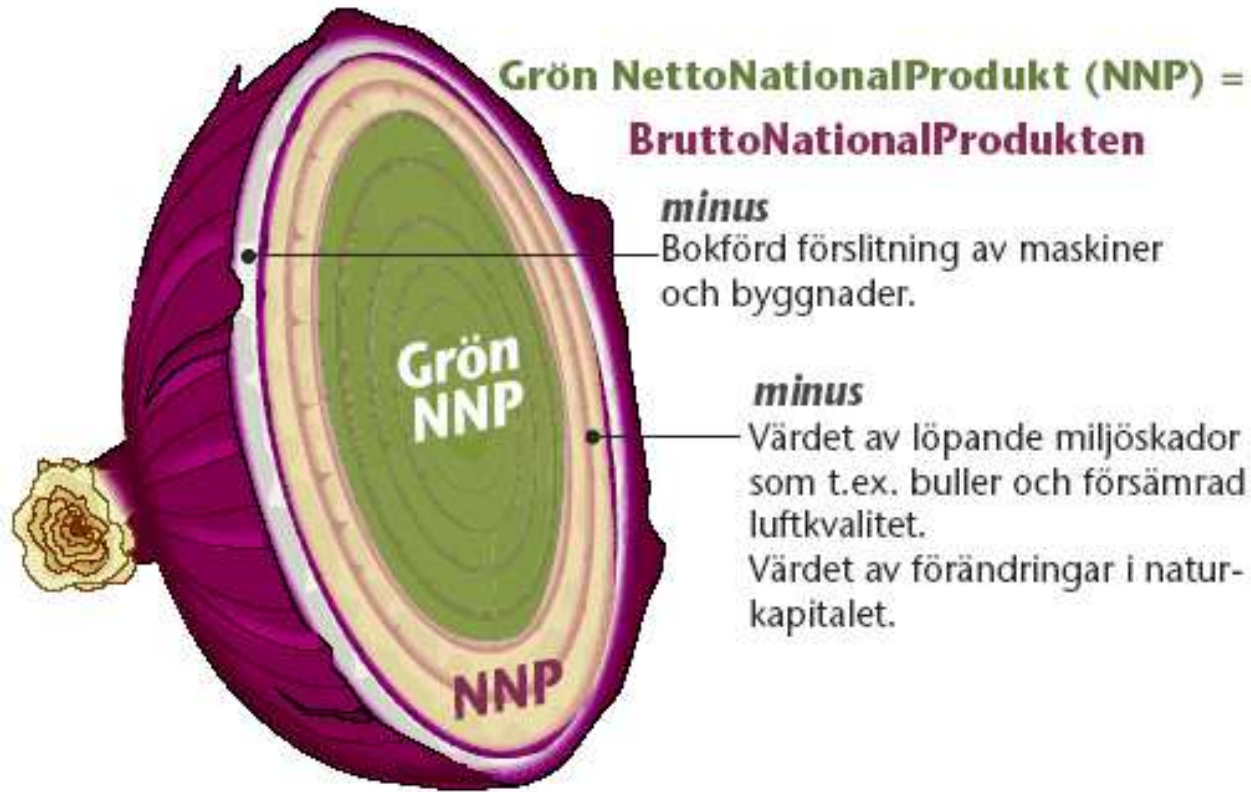 Grön NettoNationalProdukt (NNP) =
BruttoNationalProdukten
minus
Bokförd förslitning av maskiner
och byggnader.
Grön
NNP
minus
Värdet av löpande miljöskador
som t.ex. buller och försämrad
luftkvalitet.
Värdet av förändringar i natur-
kapitalet.
NNP